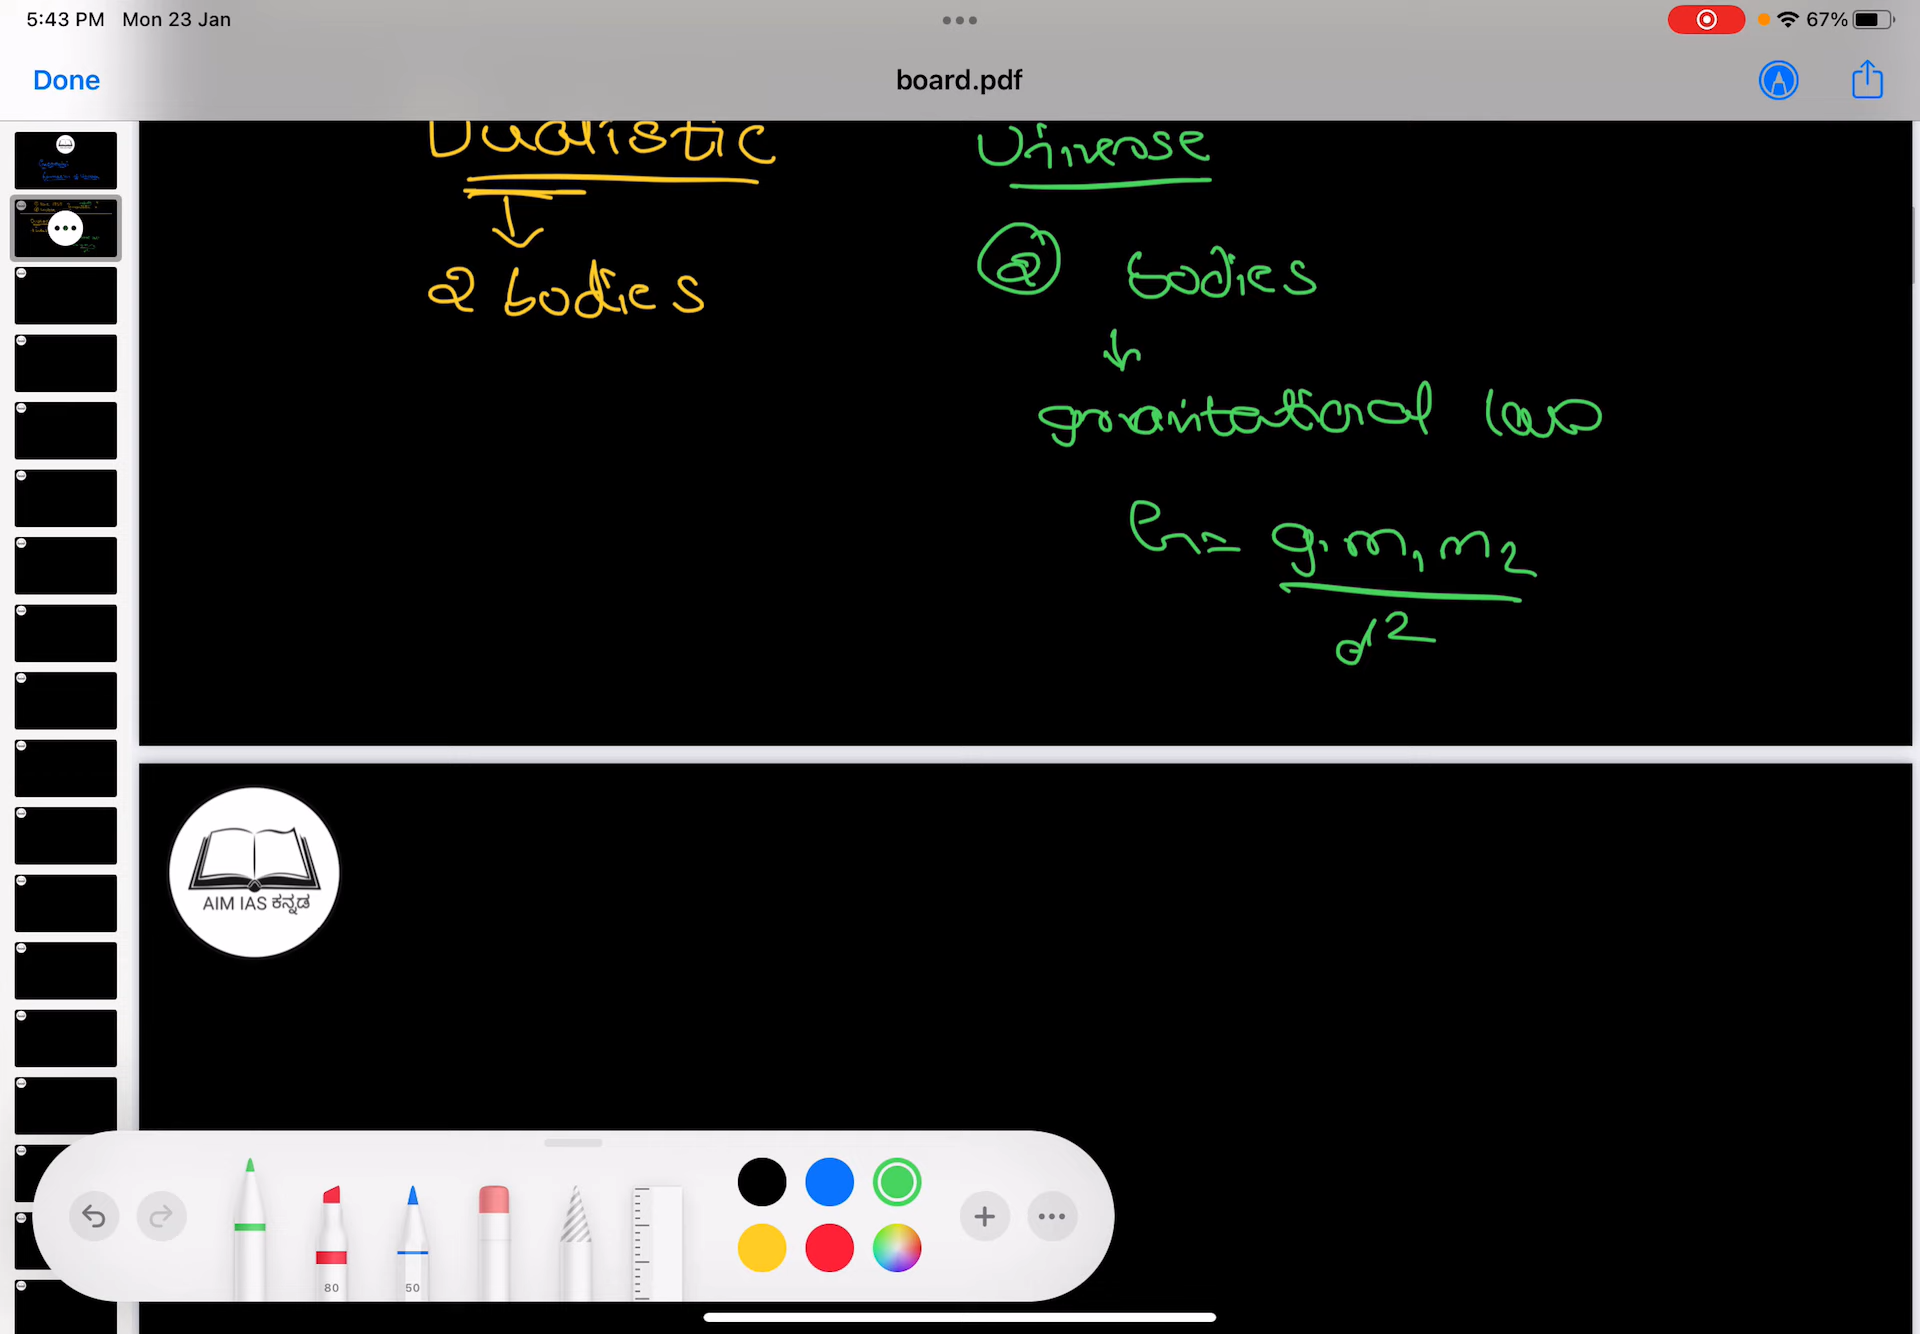 5:43 PM Mon 23 Jan
67%
Done
board.pdf
Dualistic
2 bodies
Universe
2 bodies
gravitational law
= g. m1 m2
d2
AIM IAS ಕನ್ನಡ
80
50